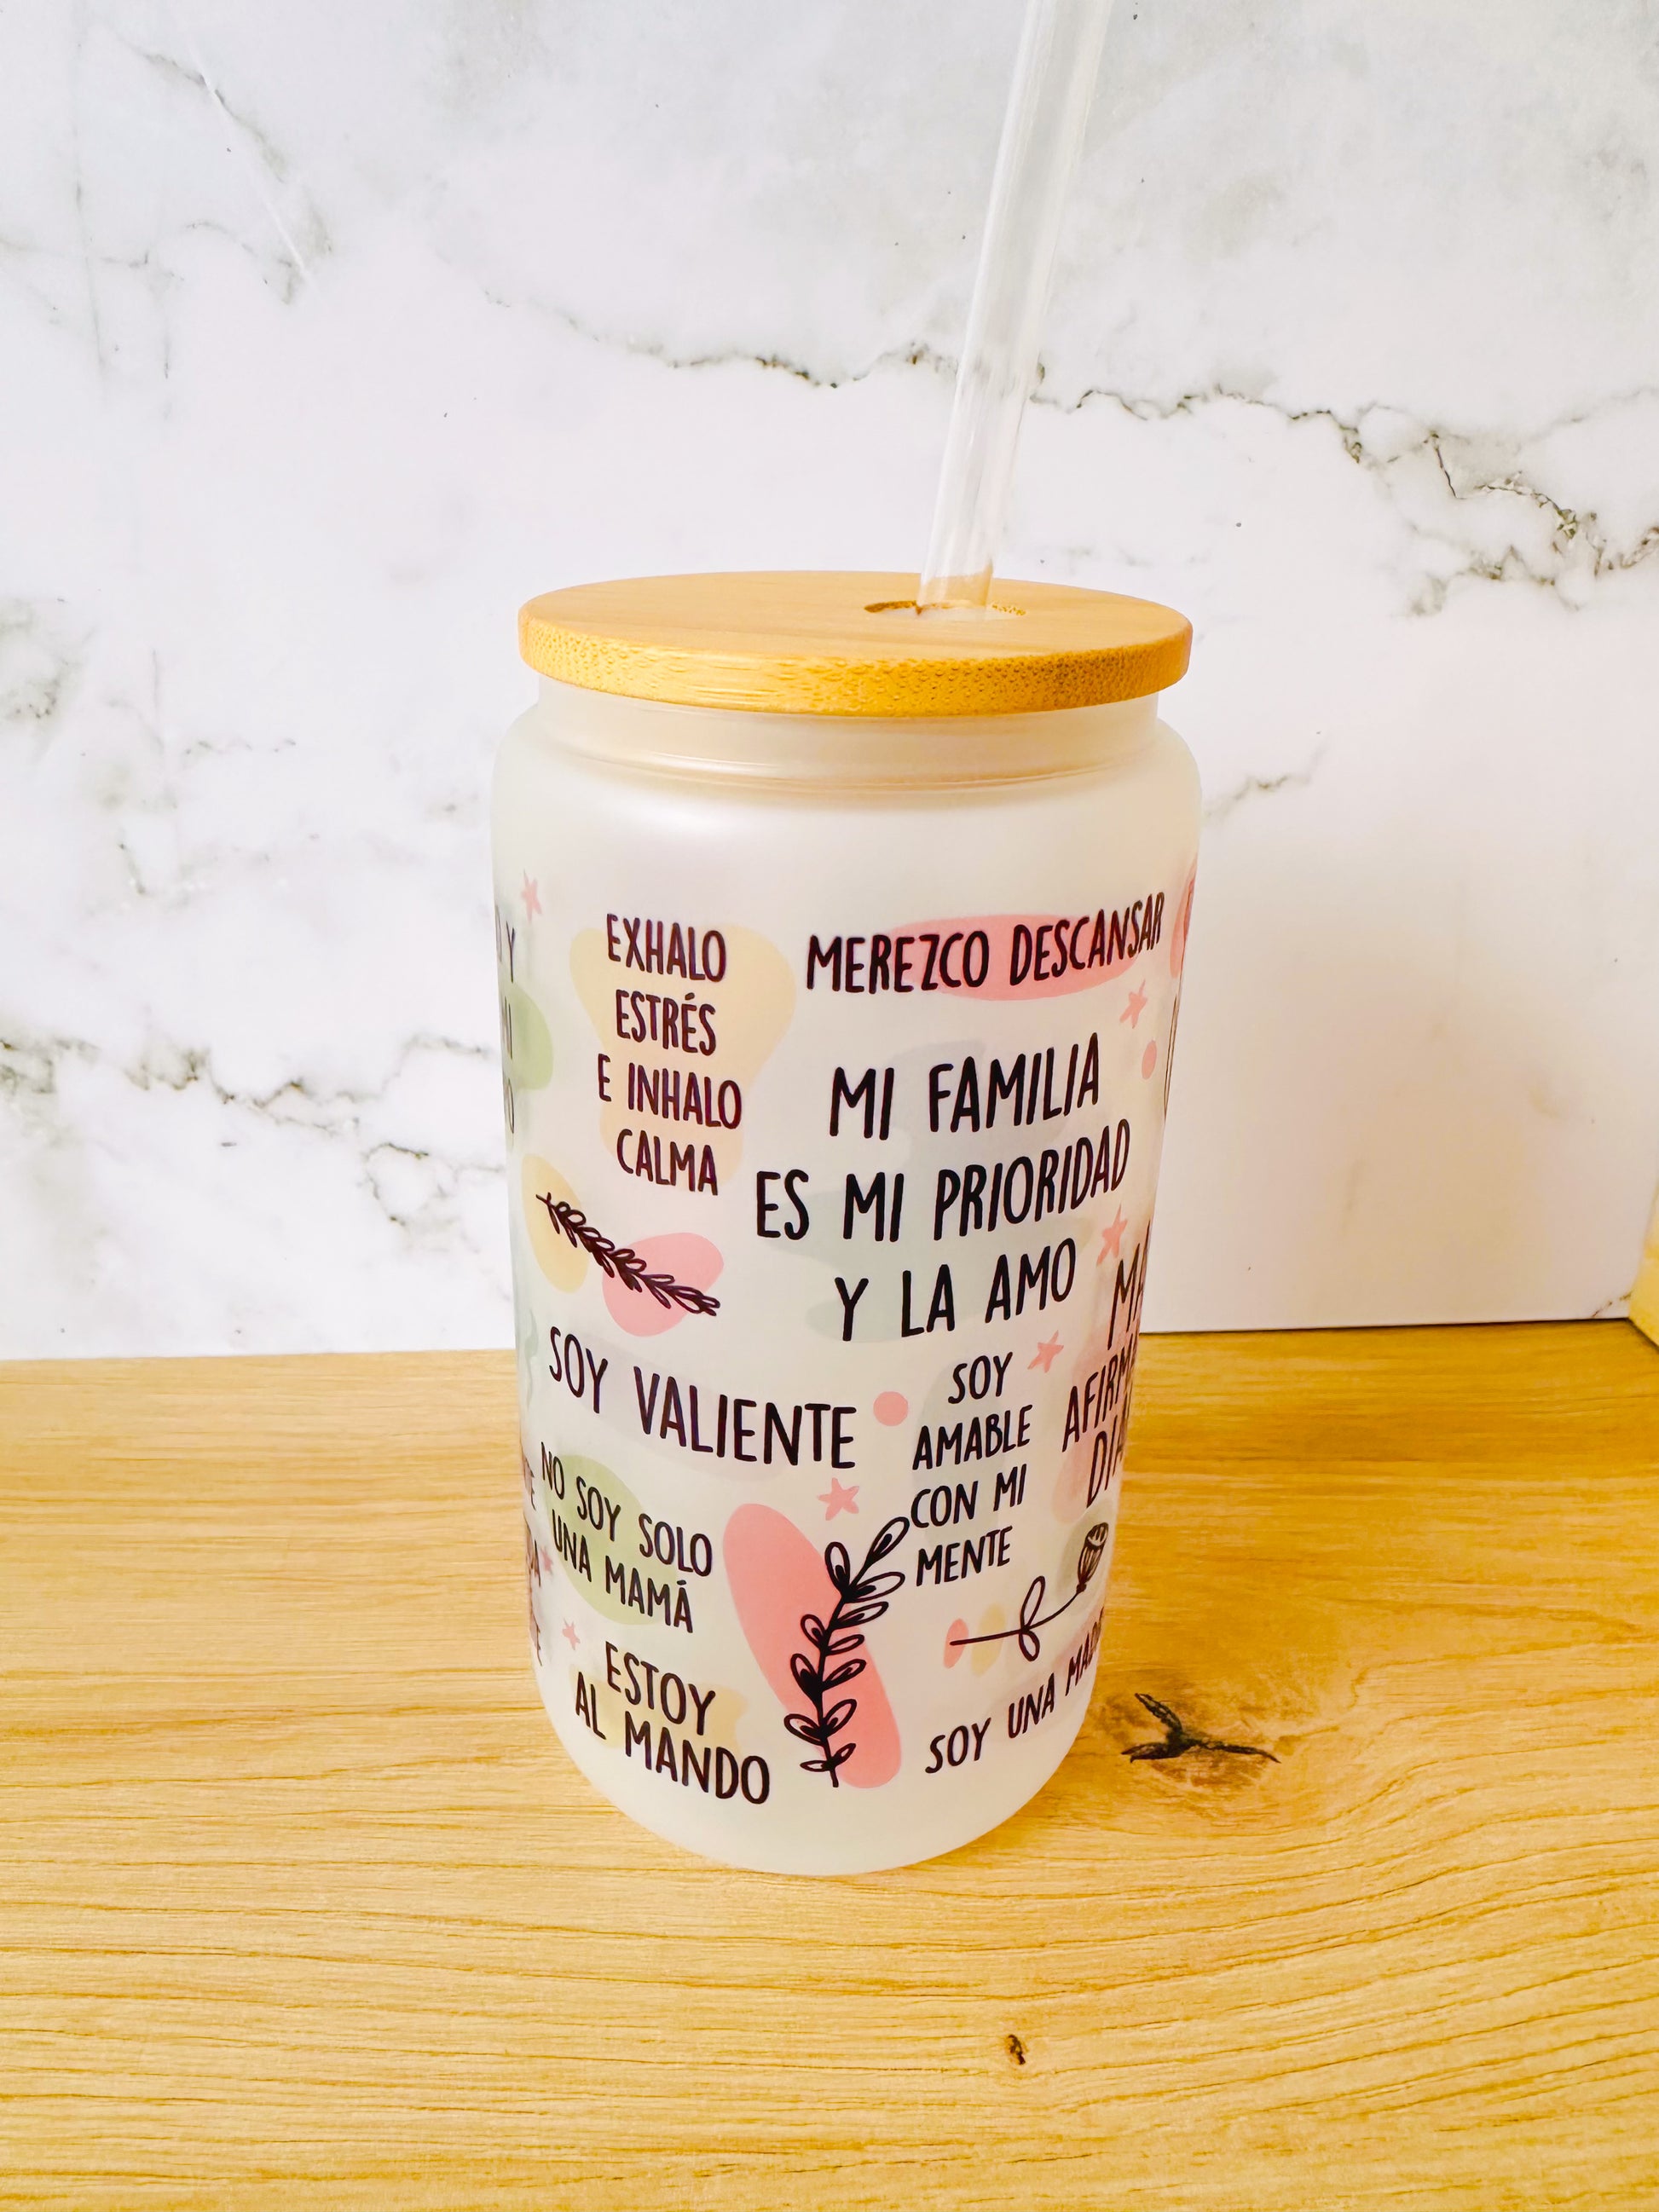 EXHALO
ESTRÉS
E INHALO
CALMA
MEREZCO DESCANSAR
MI FAMILIA
ES MI PRIORIDAD
Y LA AMO
SOY VALIENTE
SOY
AMABLE
CON MI
MENTE
NO SOY SOLO
UNA MAMÁ
ESTOY
AL MANDO
SOY UNA